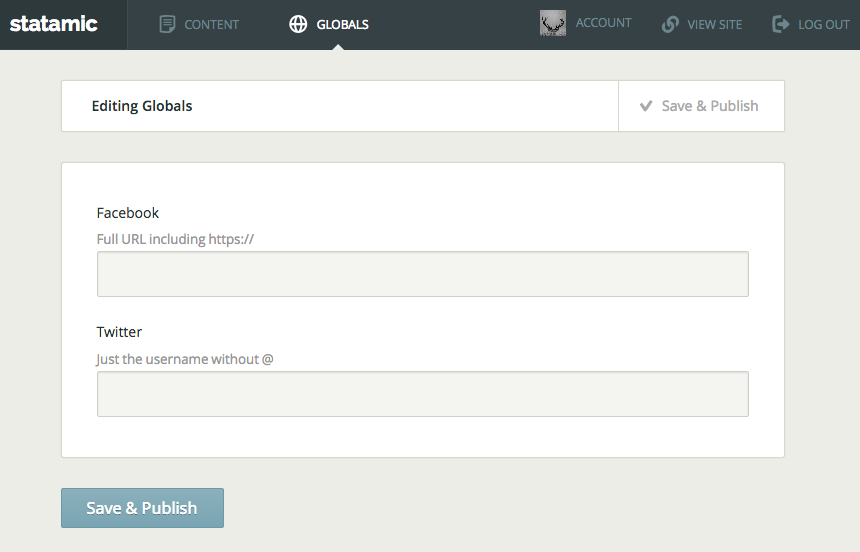 statamic CONTENT GLOBALS ACCOUNT VIEW SITE LOG OUT
Editing Globals Save & Publish
Facebook
Full URL including https://
Twitter
Just the username without @
Save & Publish